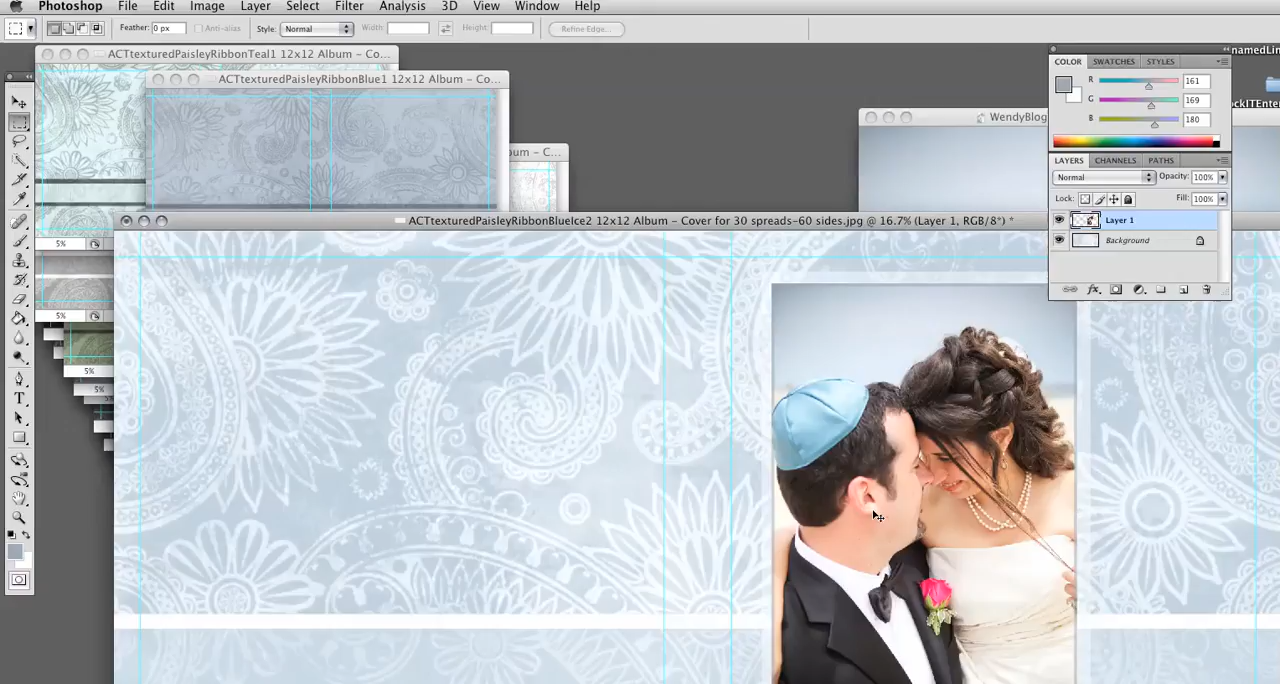 Photoshop File Edit Image Layer Select Filter Analysis 3D View Window Help
Feather: 0 px Anti-alias Style: Normal Width: Height: Refine Edge...
ACTtexturedPaisleyRibbonTeal1 12x12 Album – Co...
ACTtexturedPaisleyRibbonBlue1 12x12 Album – Co...
bum – C...
WendyBlog
namedLin
ockITEnter
COLOR SWATCHES STYLES
R 161
G 169
B 180
LAYERS CHANNELS PATHS
Normal Opacity: 100%
Lock: Fill: 100%
Layer 1
Background
ACTtexturedPaisleyRibbonBlueIce2 12x12 Album – Cover for 30 spreads-60 sides.jpg @ 16.7% (Layer 1, RGB/8*) *
5%
5%
5%
5%
T